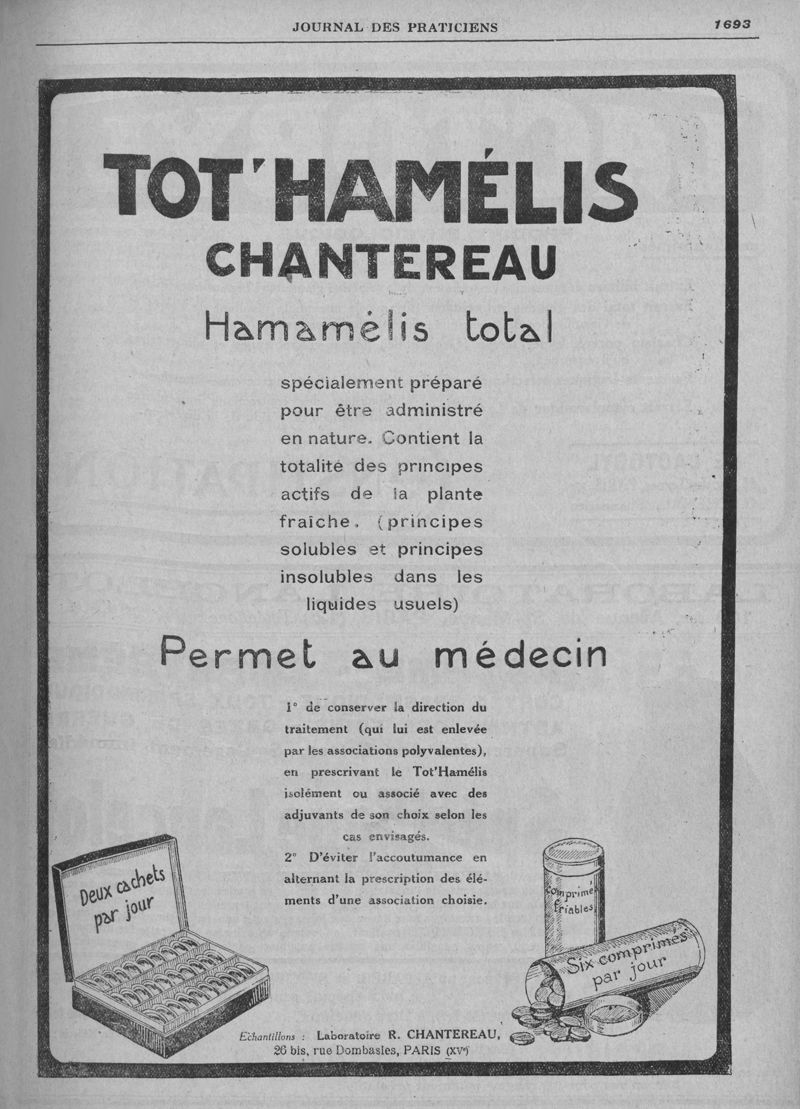 JOURNAL DES PRATICIENS
1693
TOT'HAMÉLIS
CHANTEREAU
Hamamélis total
spécialement préparé
pour être administré
en nature. Contient la
totalité des principes
actifs de la plante
fraîche. (principes
solubles et principes
insolubles dans les
liquides usuels)
Permet au médecin
1° de conserver la direction du
traitement (qui lui est enlevée
par les associations polyvalentes),
en prescrivant le Tot'Hamélis
isolément ou associé avec des
adjuvants de son choix selon les
cas envisagés.
2° D'éviter l'accoutumance en
alternant la prescription des élé-
ments d'une association choisie.
Deux cachets
par jour
Comprimé
friables
Six comprimés
par jour
Echantillons : Laboratoire R. CHANTEREAU,
26 bis, rue Dombasles, PARIS (XVᵉ)